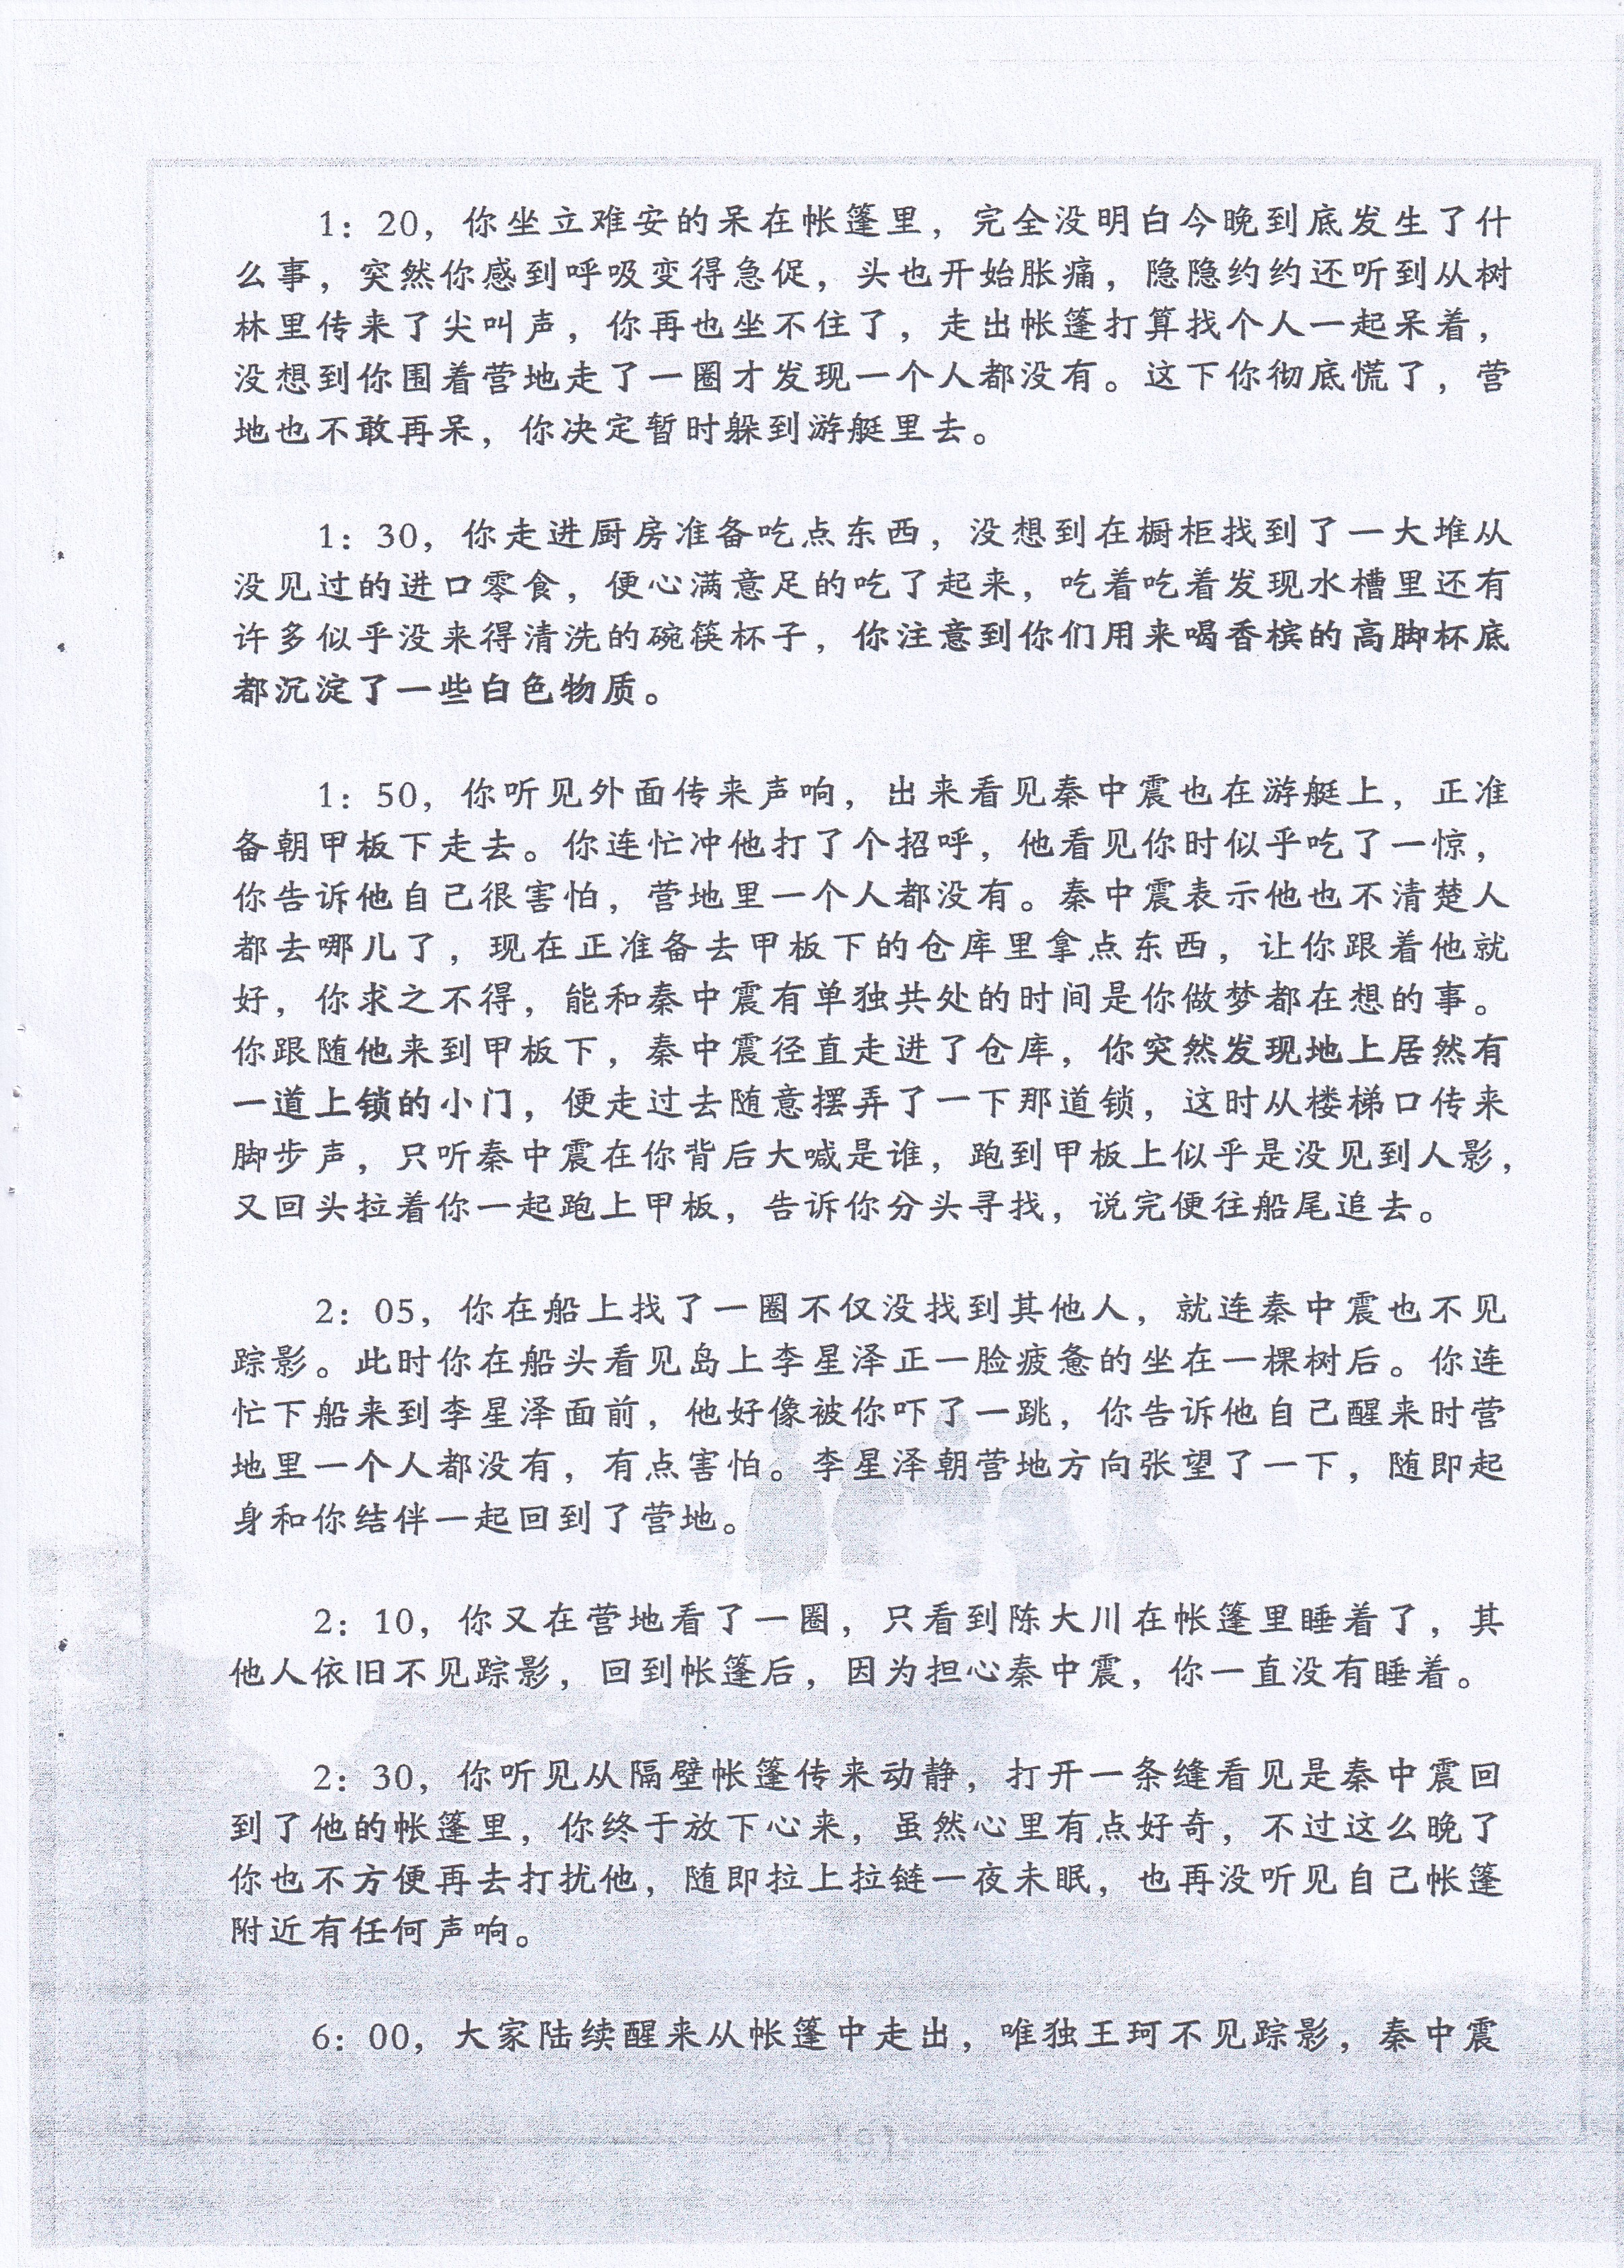 1：20，你坐立难安的呆在帐篷里，完全没明白今晚到底发生了什
么事，突然你感到呼吸变得急促，头也开始胀痛，隐隐约约还听到从树
林里传来了尖叫声，你再也坐不住了，走出帐篷打算找个人一起呆着，
没想到你围着营地走了一圈才发现一个人都没有。这下你彻底慌了，营
地也不敢再呆，你决定暂时躲到游艇里去。
1：30，你走进厨房准备吃点东西，没想到在橱柜找到了一大堆从
没见过的进口零食，便心满意足的吃了起来，吃着吃着发现水槽里还有
许多似乎没来得清洗的碗筷杯子，你注意到你们用来喝香槟的高脚杯底
都沉淀了一些白色物质。
1：50，你听见外面传来声响，出来看见秦中震也在游艇上，正准
备朝甲板下走去。你连忙冲他打了个招呼，他看见你时似乎吃了一惊，
你告诉他自己很害怕，营地里一个人都没有。秦中震表示他也不清楚人
都去哪儿了，现在正准备去甲板下的仓库里拿点东西，让你跟着他就
好，你求之不得，能和秦中震有单独共处的时间是你做梦都在想的事。
你跟随他来到甲板下，秦中震径直走进了仓库，你突然发现地上居然有
一道上锁的小门，便走过去随意摆弄了一下那道锁，这时从楼梯口传来
脚步声，只听秦中震在你背后大喊是谁，跑到甲板上似乎是没见到人影，
又回头拉着你一起跑上甲板，告诉你分头寻找，说完便往船尾追去。
2：05，你在船上找了一圈不仅没找到其他人，就连秦中震也不见
踪影。此时你在船头看见岛上李星泽正一脸疲惫的坐在一棵树后。你连
忙下船来到李星泽面前，他好像被你吓了一跳，你告诉他自己醒来时营
地里一个人都没有，有点害怕。李星泽朝营地方向张望了一下，随即起
身和你结伴一起回到了营地。
2：10，你又在营地看了一圈，只看到陈大川在帐篷里睡着了，其
他人依旧不见踪影，回到帐篷后，因为担心秦中震，你一直没有睡着。
2：30，你听见从隔壁帐篷传来动静，打开一条缝看见是秦中震回
到了他的帐篷里，你终于放下心来，虽然心里有点好奇，不过这么晚了
你也不方便再去打扰他，随即拉上拉链一夜未眠，也再没听见自己帐篷
附近有任何声响。
6：00，大家陆续醒来从帐篷中走出，唯独王珂不见踪影，秦中震